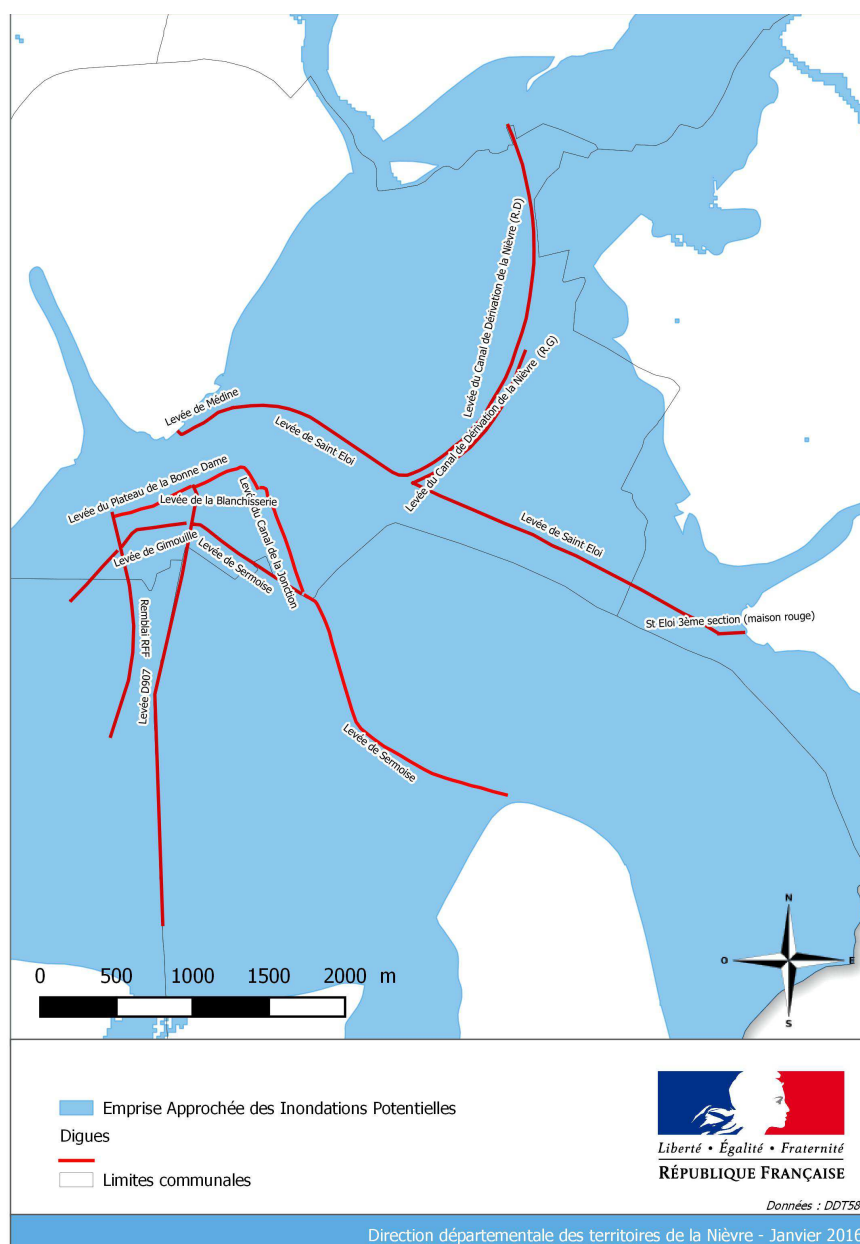 Levée du Canal de Dérivation de la Nièvre (R.D)
Levée du Canal de Dérivation de la Nièvre (R.G)
Levée de Médine
Levée de Saint Eloi
Levée du Plateau de la Bonne Dame
Levée de la Blanchisserie
Levée du Canal de la Jonction
Levée de Gimouille
Levée de Sermoise
Levée de Saint Eloi
St Eloi 3ème section (maison rouge)
Remblai RFF
Levée D907
Levée de Sermoise
N
O
E
S
0 500 1000 1500 2000 m
Emprise Approchée des Inondations Potentielles
Digues
Limites communales
Liberté • Égalité • Fraternité
RÉPUBLIQUE FRANÇAISE
Données : DDT58
Direction départementale des territoires de la Nièvre - Janvier 2016